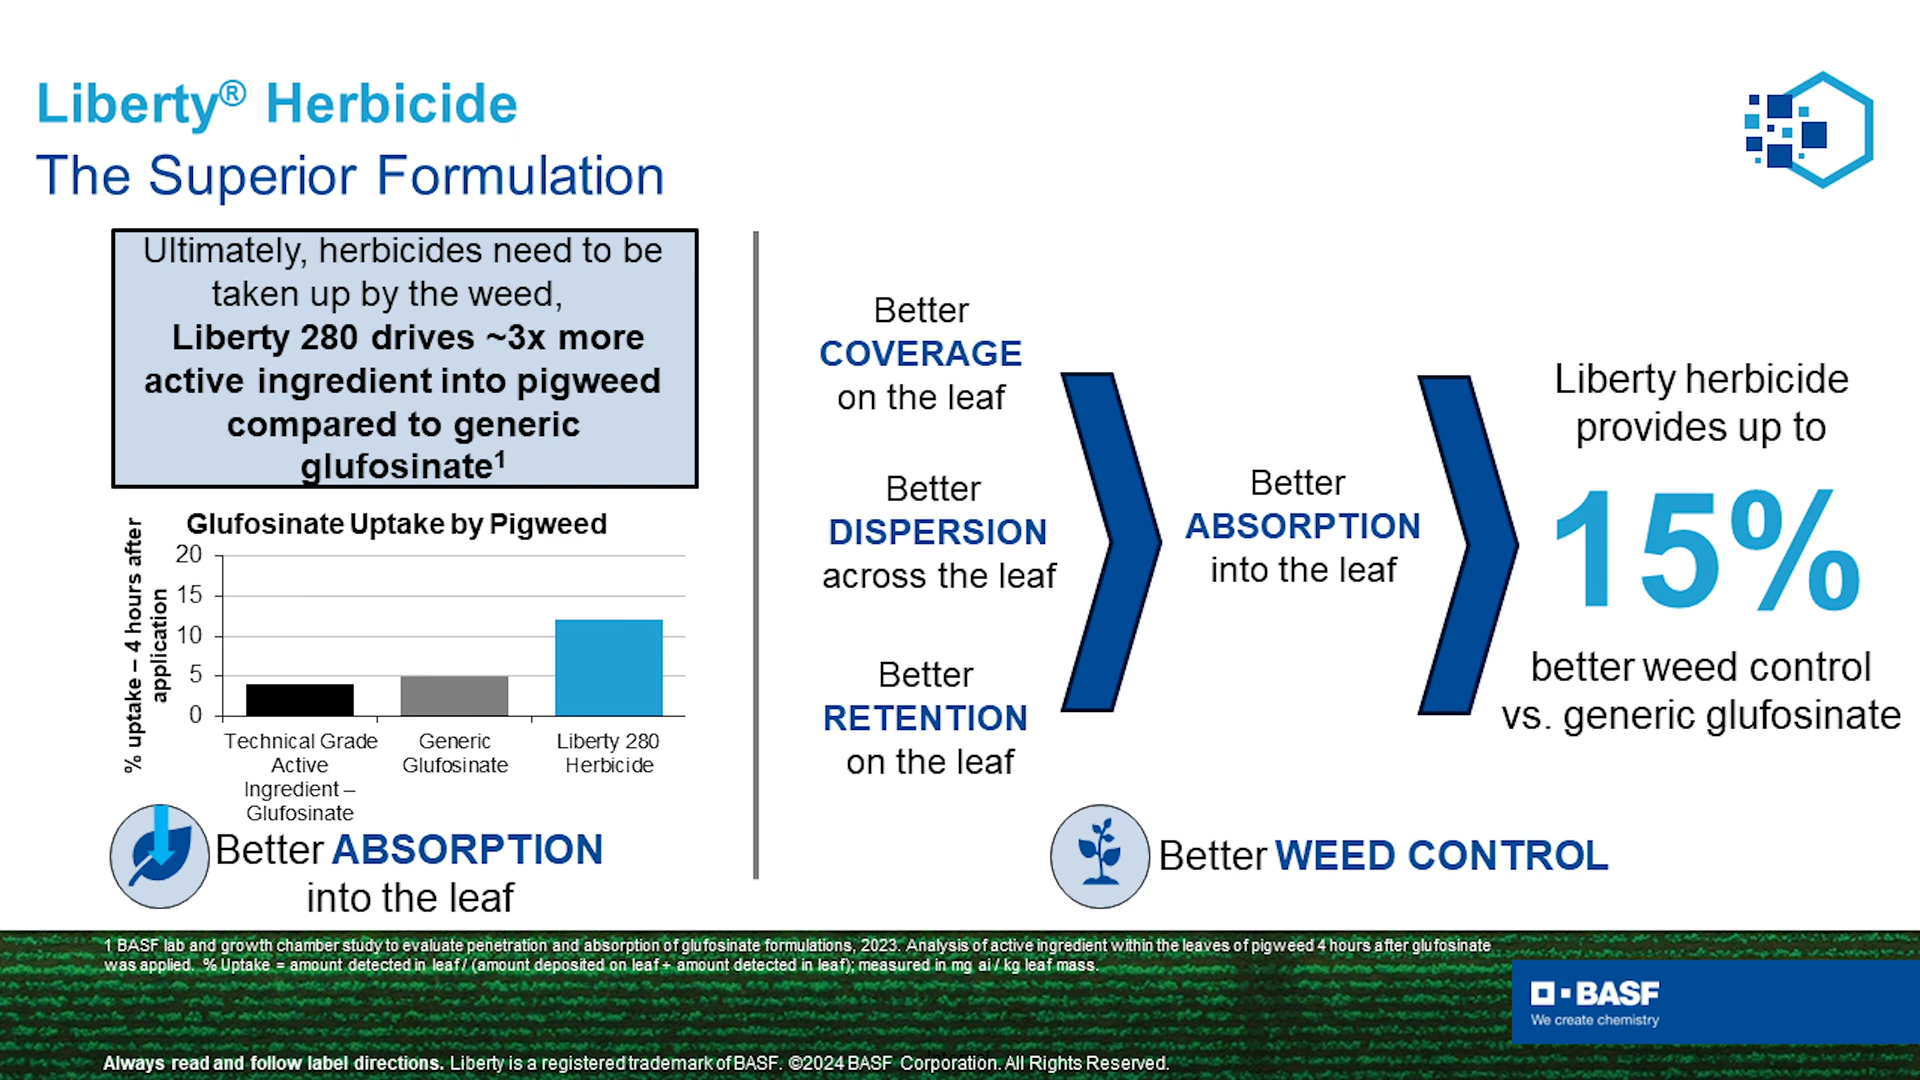 Liberty® Herbicide
The Superior Formulation
Ultimately, herbicides need to be
taken up by the weed,
Liberty 280 drives ~3x more
active ingredient into pigweed
compared to generic
glufosinate¹
Glufosinate Uptake by Pigweed
% uptake – 4 hours after
application
20
15
10
5
0
Technical Grade
Active
Ingredient –
Glufosinate
Generic
Glufosinate
Liberty 280
Herbicide
Better ABSORPTION
into the leaf
Better
COVERAGE
on the leaf
Better
DISPERSION
across the leaf
Better
RETENTION
on the leaf
Better
ABSORPTION
into the leaf
Liberty herbicide
provides up to
15%
better weed control
vs. generic glufosinate
Better WEED CONTROL
1 BASF lab and growth chamber study to evaluate penetration and absorption of glufosinate formulations, 2023. Analysis of active ingredient within the leaves of pigweed 4 hours after glufosinate
was applied. % Uptake = amount detected in leaf / (amount deposited on leaf + amount detected in leaf); measured in mg ai / kg leaf mass.
BASF
We create chemistry
Always read and follow label directions. Liberty is a registered trademark of BASF. ©2024 BASF Corporation. All Rights Reserved.